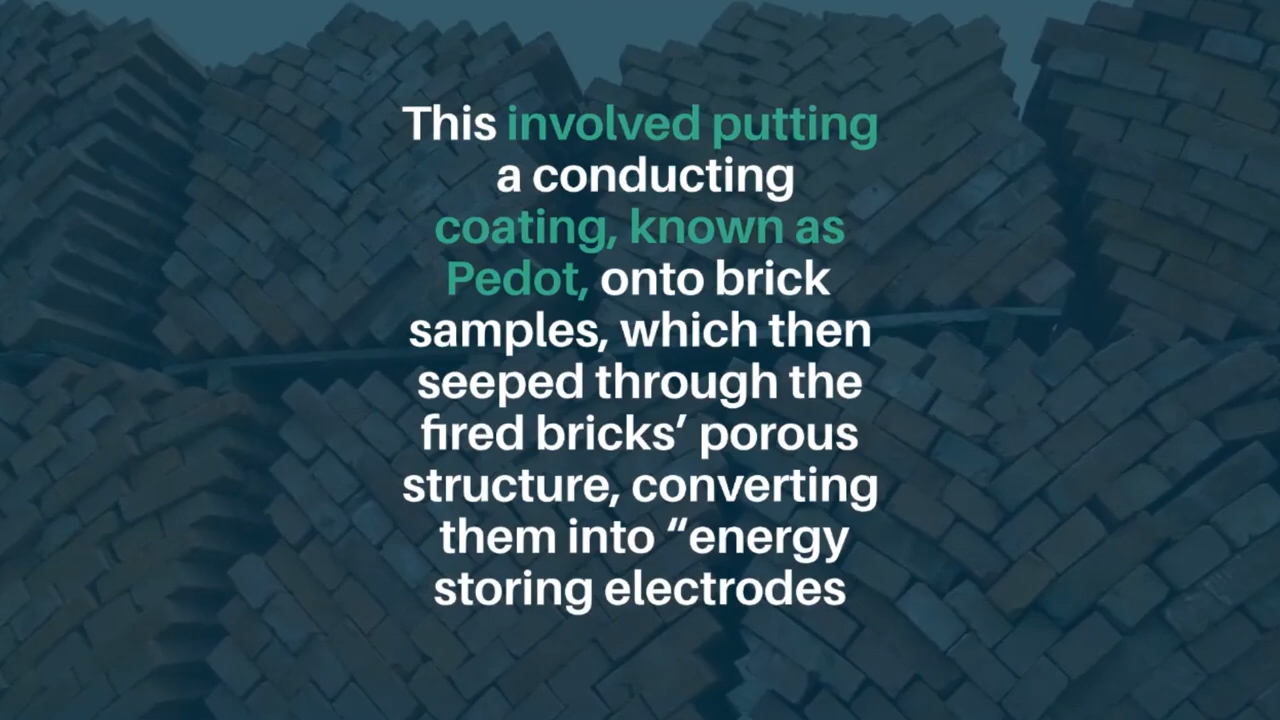 This involved putting
a conducting
coating, known as
Pedot, onto brick
samples, which then
seeped through the
fired bricks’ porous
structure, converting
them into “energy
storing electrodes